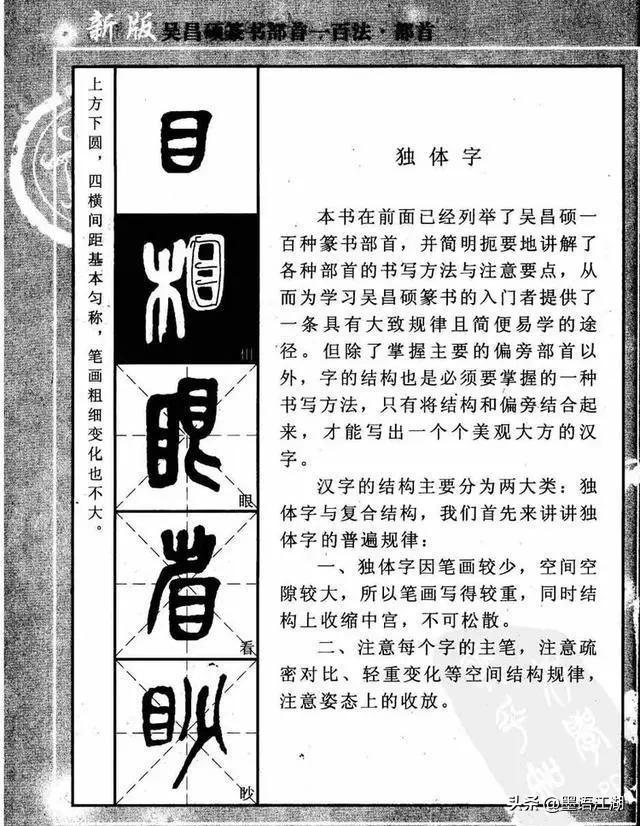 新版 吴昌硕篆书部首一百法·部首
上方下圆，四横间距基本匀称，笔画粗细变化也不大。
目
相
相
眼
眼
看
看
眇
眇
独体字
本书在前面已经列举了吴昌硕一
百种篆书部首，并简明扼要地讲解了
各种部首的书写方法与注意要点，从
而为学习吴昌硕篆书的入门者提供了
一条具有大致规律且简便易学的途
径。但除了掌握主要的偏旁部首以
外，字的结构也是必须要掌握的一种
书写方法，只有将结构和偏旁结合起
来，才能写出一个个美观大方的汉
字。
汉字的结构主要分为两大类：独
体字与复合结构，我们首先来讲讲独
体字的普遍规律：
一、独体字因笔画较少，空间空
隙较大，所以笔画写得较重，同时结
构上收缩中宫，不可松散。
二、注意每个字的主笔，注意疏
密对比、轻重变化等空间结构规律，
注意姿态上的收放。
头条@墨语江湖